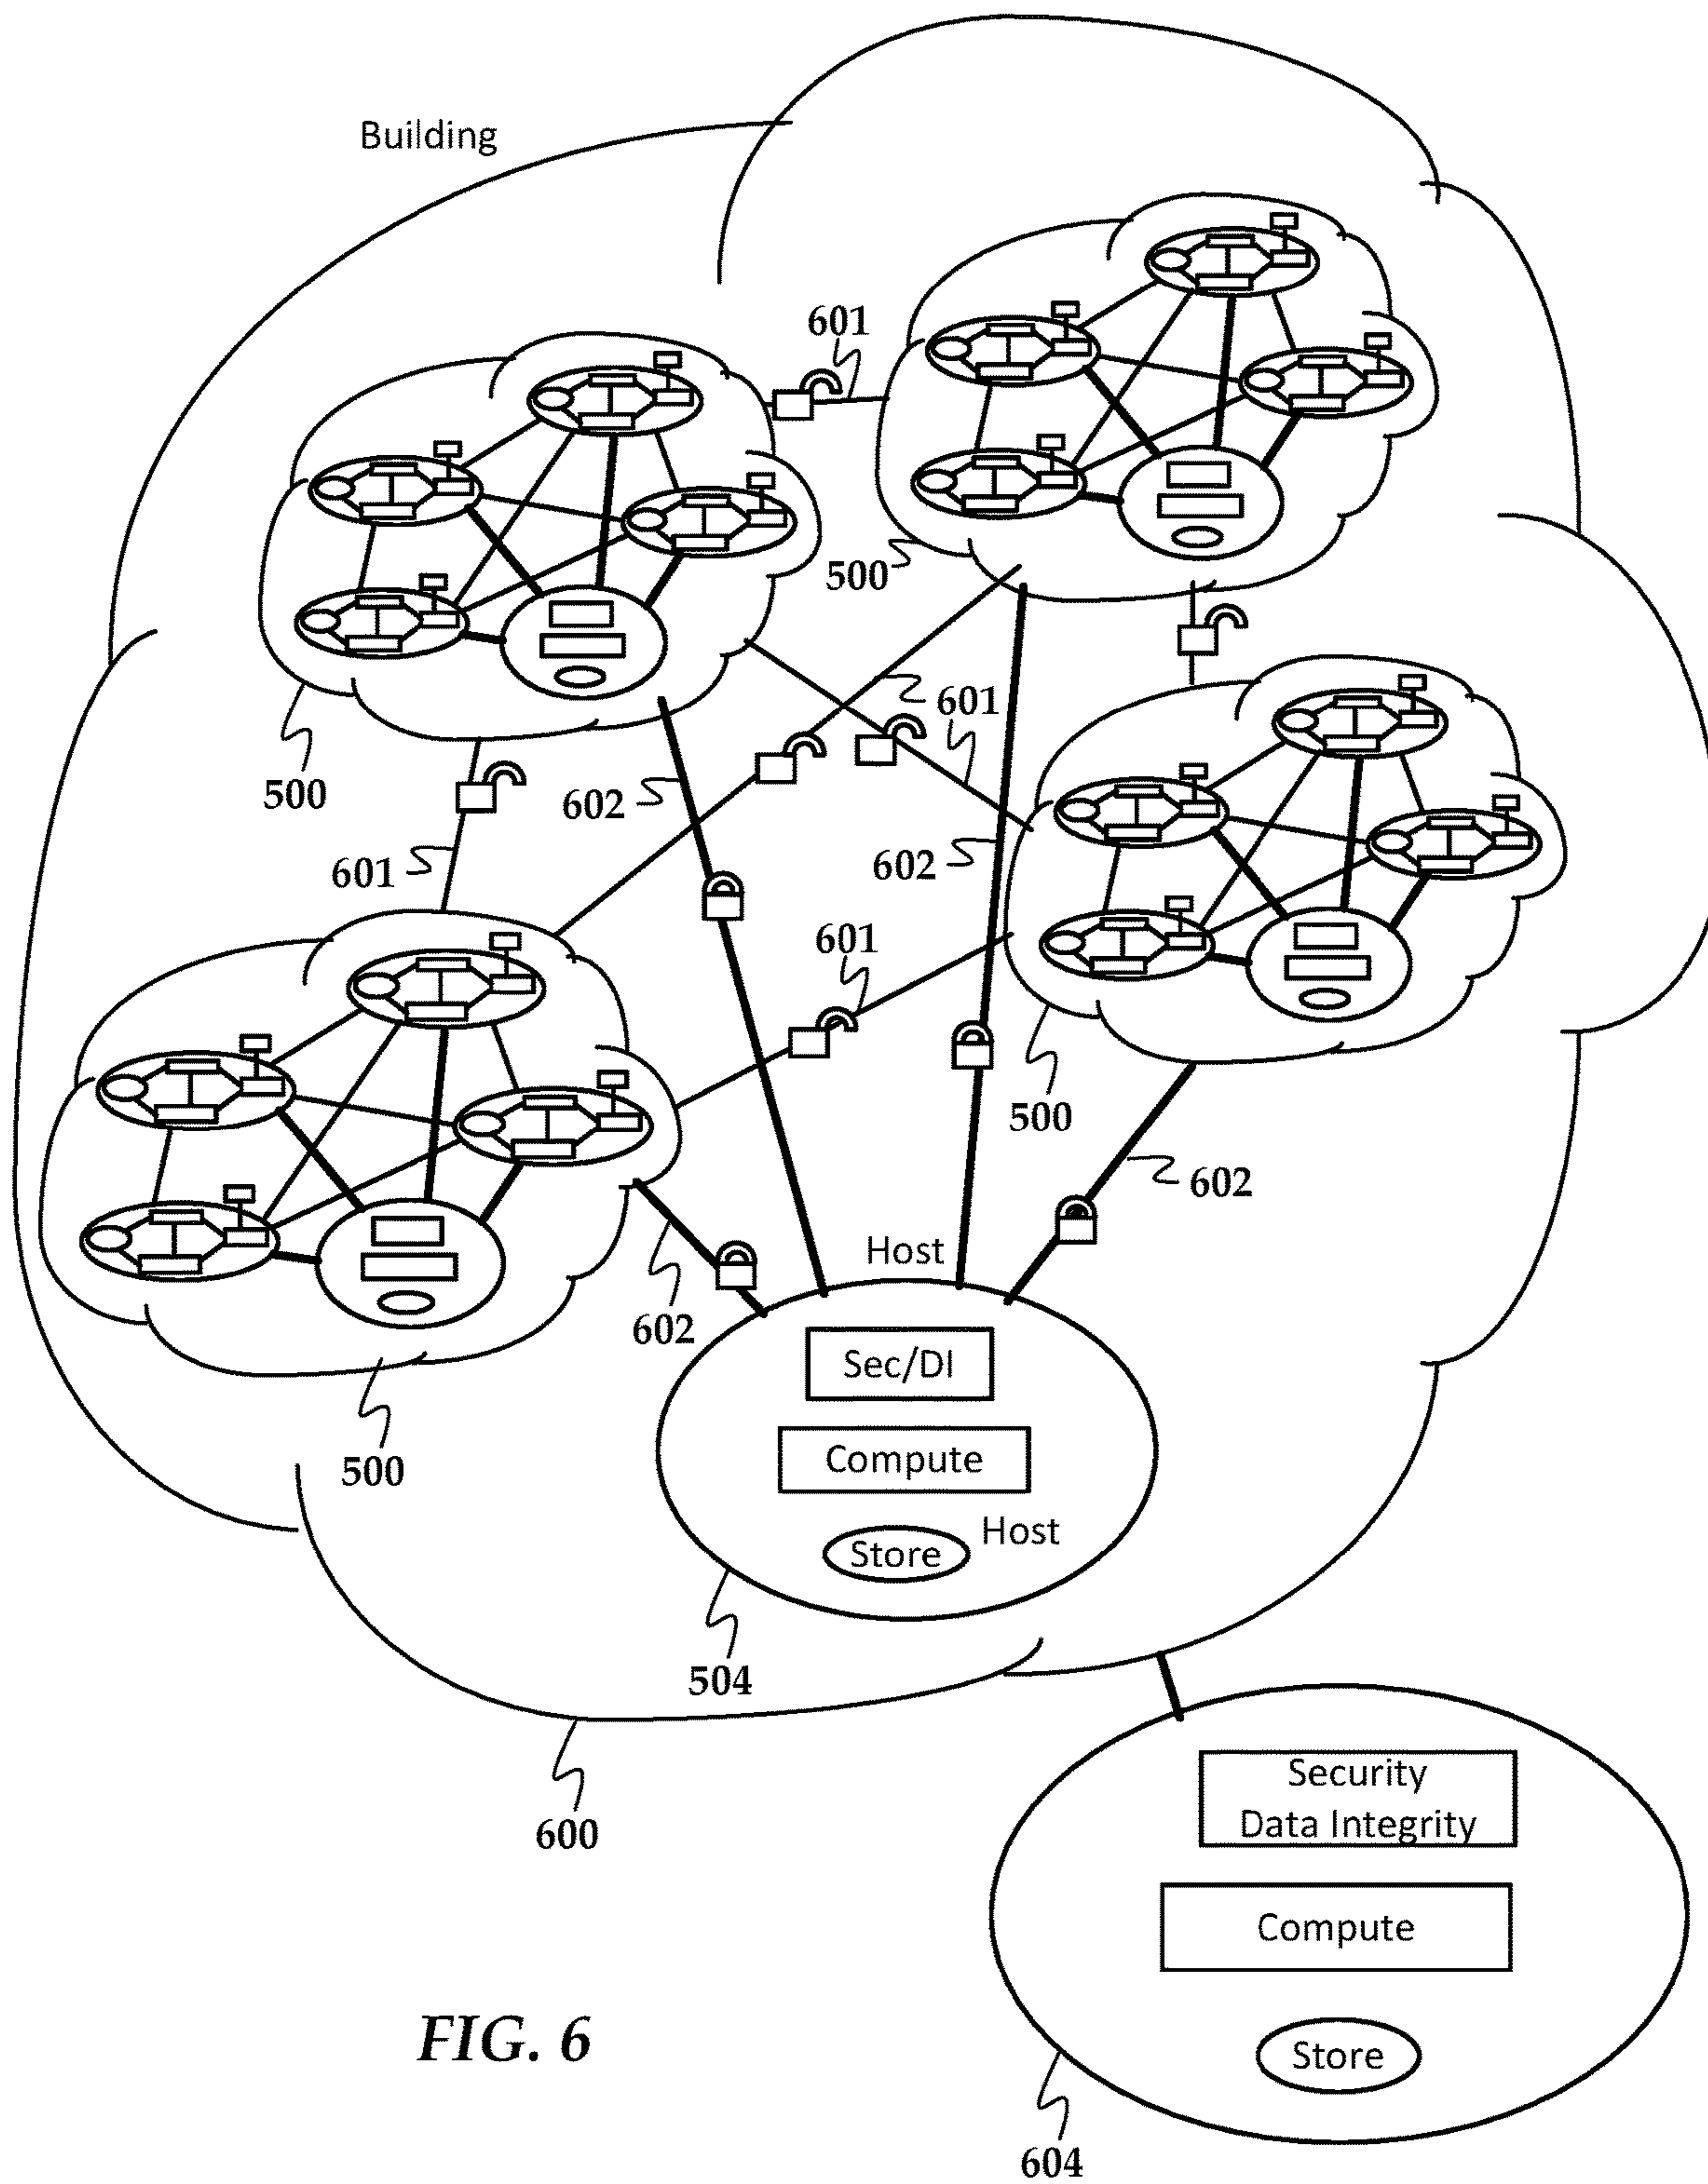 Building
601
500
500
601
602
602
601
601
500
602
Host
602
Sec/DI
Compute
500
Host
Store
504
Security
Data Integrity
600
Compute
FIG. 6
Store
604